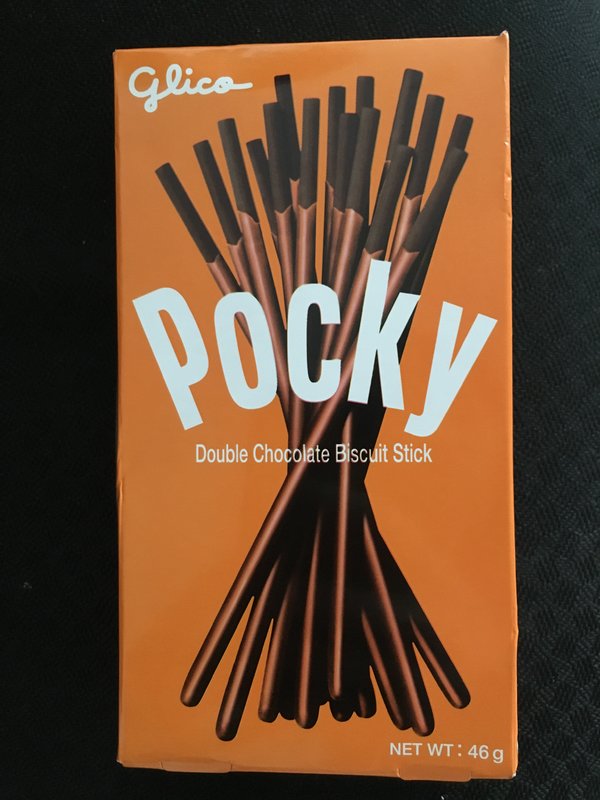 Glico
Pocky
Double Chocolate Biscuit Stick
NET WT: 46 g